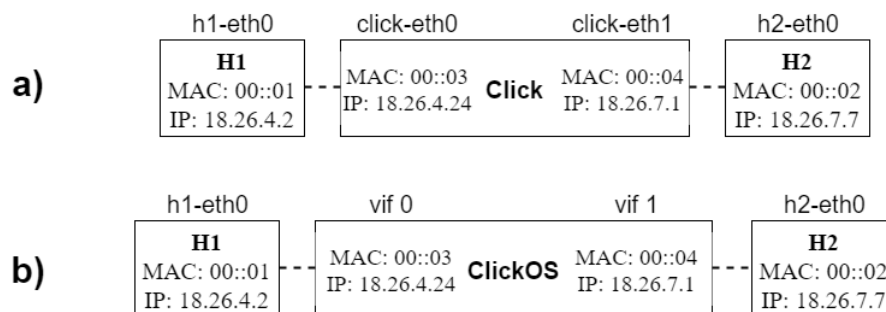 h1-eth0 click-eth0 click-eth1 h2-eth0
a)
H1
MAC: 00::01
IP: 18.26.4.2
MAC: 00::03
IP: 18.26.4.24
Click
MAC: 00::04
IP: 18.26.7.1
H2
MAC: 00::02
IP: 18.26.7.7
h1-eth0 vif 0 vif 1 h2-eth0
b)
H1
MAC: 00::01
IP: 18.26.4.2
MAC: 00::03
IP: 18.26.4.24
ClickOS
MAC: 00::04
IP: 18.26.7.1
H2
MAC: 00::02
IP: 18.26.7.7